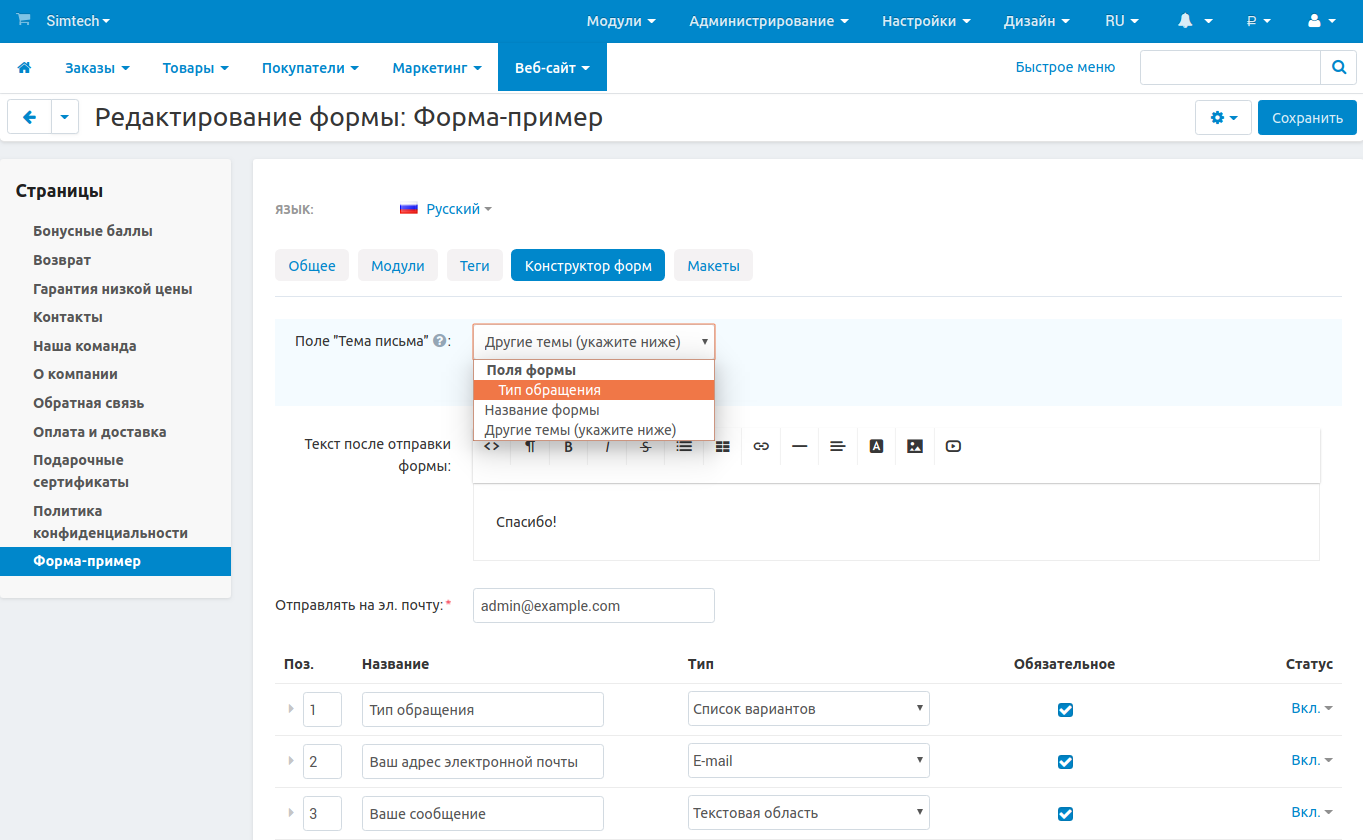 Simtech
Модули Администрирование Настройки Дизайн RU ₽
Заказы Товары Покупатели Маркетинг Веб-сайт Быстрое меню
Редактирование формы: Форма-пример Сохранить
Страницы
Бонусные баллы
Возврат
Гарантия низкой цены
Контакты
Наша команда
О компании
Обратная связь
Оплата и доставка
Подарочные
сертификаты
Политика
конфиденциальности
Форма-пример
ЯЗЫК: Русский
Общее Модули Теги Конструктор форм Макеты
Поле "Тема письма" ?: Другие темы (укажите ниже)
Поля формы
Тип обращения
Название формы
Другие темы (укажите ниже)
Текст после отправки
формы:
Спасибо!
Отправлять на эл. почту:* admin@example.com
Поз. Название Тип Обязательное Статус
1 Тип обращения Список вариантов Вкл.
2 Ваш адрес электронной почты E-mail Вкл.
3 Ваше сообщение Текстовая область Вкл.